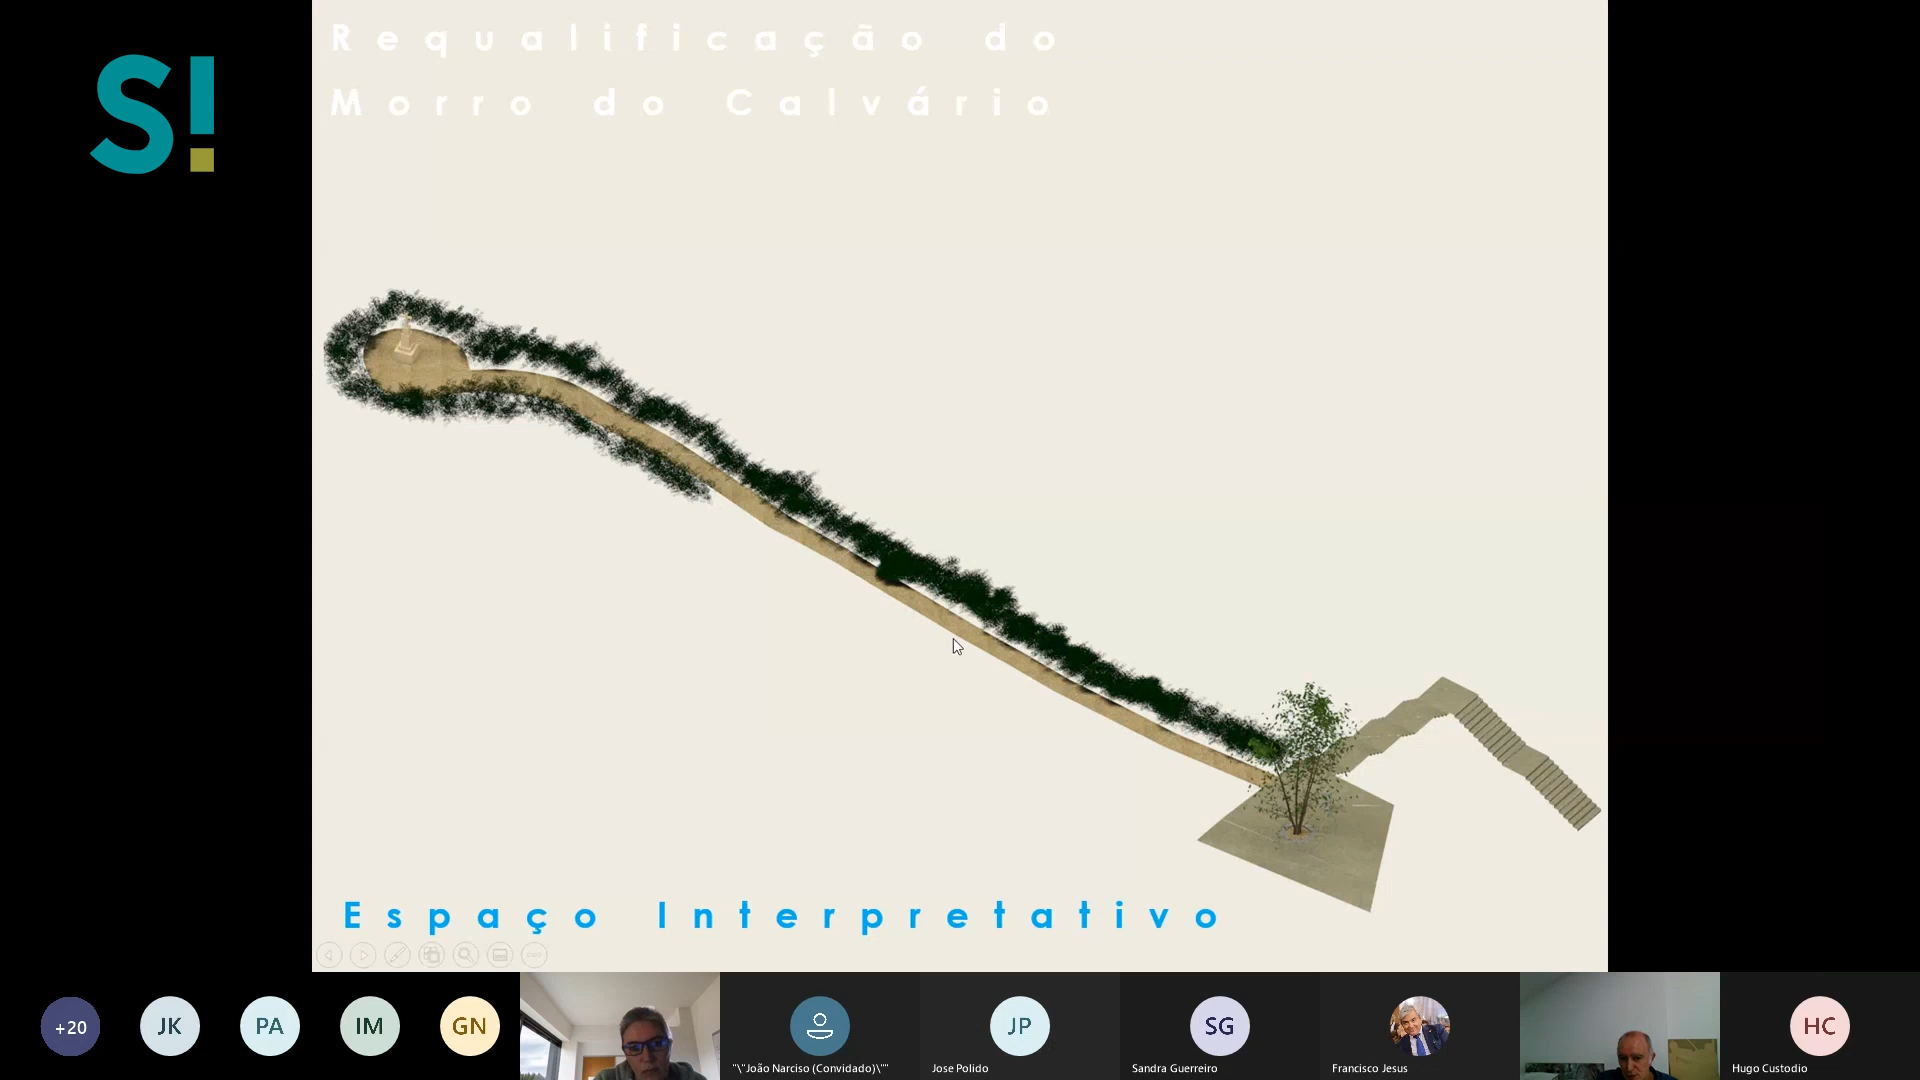 S!
Requalificação do
Morro do Calvário
Espaço Interpretativo
+20
JK
PA
IM
GN
JP
SG
HC
"\"João Narciso (Convidado)\""
Jose Polido
Sandra Guerreiro
Francisco Jesus
Hugo Custodio